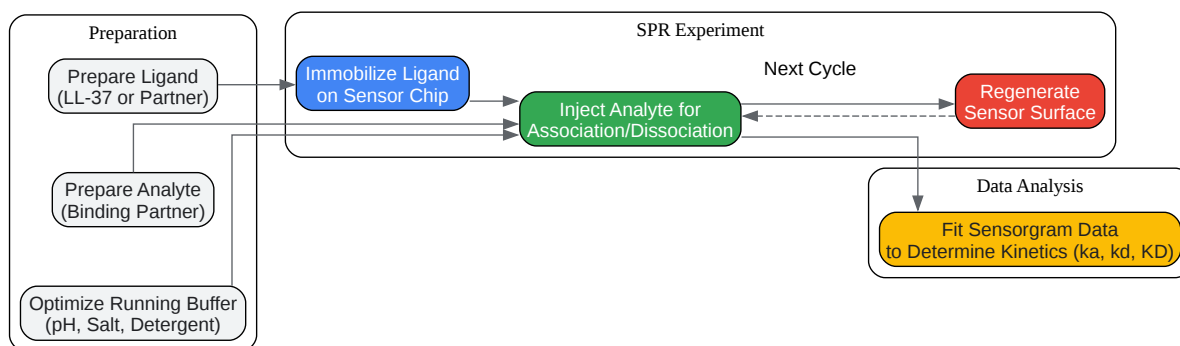 Preparation
Prepare Ligand
(LL-37 or Partner)
Prepare Analyte
(Binding Partner)
Optimize Running Buffer
(pH, Salt, Detergent)
SPR Experiment
Immobilize Ligand
on Sensor Chip
Inject Analyte for
Association/Dissociation
Next Cycle
Regenerate
Sensor Surface
Data Analysis
Fit Sensorgram Data
to Determine Kinetics (ka, kd, KD)